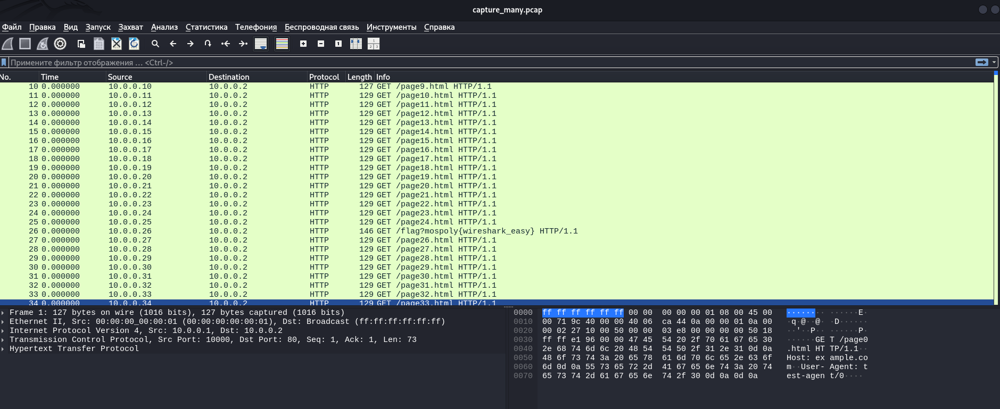 capture_many.pcap
Файл Правка Вид Запуск Захват Анализ Статистика Телефония Беспроводная связь Инструменты Справка
Примените фильтр отображения ... <Ctrl-/>
No. Time Source Destination Protocol Length Info
10 0.000000 10.0.0.10 10.0.0.2 HTTP 127 GET /page9.html HTTP/1.1
11 0.000000 10.0.0.11 10.0.0.2 HTTP 129 GET /page10.html HTTP/1.1
12 0.000000 10.0.0.12 10.0.0.2 HTTP 129 GET /page11.html HTTP/1.1
13 0.000000 10.0.0.13 10.0.0.2 HTTP 129 GET /page12.html HTTP/1.1
14 0.000000 10.0.0.14 10.0.0.2 HTTP 129 GET /page13.html HTTP/1.1
15 0.000000 10.0.0.15 10.0.0.2 HTTP 129 GET /page14.html HTTP/1.1
16 0.000000 10.0.0.16 10.0.0.2 HTTP 129 GET /page15.html HTTP/1.1
17 0.000000 10.0.0.17 10.0.0.2 HTTP 129 GET /page16.html HTTP/1.1
18 0.000000 10.0.0.18 10.0.0.2 HTTP 129 GET /page17.html HTTP/1.1
19 0.000000 10.0.0.19 10.0.0.2 HTTP 129 GET /page18.html HTTP/1.1
20 0.000000 10.0.0.20 10.0.0.2 HTTP 129 GET /page19.html HTTP/1.1
21 0.000000 10.0.0.21 10.0.0.2 HTTP 129 GET /page20.html HTTP/1.1
22 0.000000 10.0.0.22 10.0.0.2 HTTP 129 GET /page21.html HTTP/1.1
23 0.000000 10.0.0.23 10.0.0.2 HTTP 129 GET /page22.html HTTP/1.1
24 0.000000 10.0.0.24 10.0.0.2 HTTP 129 GET /page23.html HTTP/1.1
25 0.000000 10.0.0.25 10.0.0.2 HTTP 129 GET /page24.html HTTP/1.1
26 0.000000 10.0.0.26 10.0.0.2 HTTP 146 GET /flag?mospoly{wireshark_easy} HTTP/1.1
27 0.000000 10.0.0.27 10.0.0.2 HTTP 129 GET /page26.html HTTP/1.1
28 0.000000 10.0.0.28 10.0.0.2 HTTP 129 GET /page27.html HTTP/1.1
29 0.000000 10.0.0.29 10.0.0.2 HTTP 129 GET /page28.html HTTP/1.1
30 0.000000 10.0.0.30 10.0.0.2 HTTP 129 GET /page29.html HTTP/1.1
31 0.000000 10.0.0.31 10.0.0.2 HTTP 129 GET /page30.html HTTP/1.1
32 0.000000 10.0.0.32 10.0.0.2 HTTP 129 GET /page31.html HTTP/1.1
33 0.000000 10.0.0.33 10.0.0.2 HTTP 129 GET /page32.html HTTP/1.1
34 0.000000 10.0.0.34 10.0.0.2 HTTP 129 GET /page33.html HTTP/1.1
Frame 1: 127 bytes on wire (1016 bits), 127 bytes captured (1016 bits)
Ethernet II, Src: 00:00:00_00:00:01 (00:00:00:00:00:01), Dst: Broadcast (ff:ff:ff:ff:ff:ff)
Internet Protocol Version 4, Src: 10.0.0.1, Dst: 10.0.0.2
Transmission Control Protocol, Src Port: 10000, Dst Port: 80, Seq: 1, Ack: 1, Len: 73
Hypertext Transfer Protocol
0000 ff ff ff ff ff ff 00 00 00 00 00 01 08 00 45 00 ········ ······E·
0010 00 71 9c 40 00 00 40 06 ca 44 0a 00 00 01 0a 00 ·q·@··@· ·D······
0020 00 02 27 10 00 50 00 00 03 e8 00 00 00 00 50 18 ··'··P·· ······P·
0030 ff ff e1 96 00 00 47 45 54 20 2f 70 61 67 65 30 ······GE T /page0
0040 2e 68 74 6d 6c 20 48 54 54 50 2f 31 2e 31 0d 0a .html HT TP/1.1··
0050 48 6f 73 74 3a 20 65 78 61 6d 70 6c 65 2e 63 6f Host: ex ample.co
0060 6d 0d 0a 55 73 65 72 2d 41 67 65 6e 74 3a 20 74 m··User- Agent: t
0070 65 73 74 2d 61 67 65 6e 74 2f 30 0d 0a 0d 0a est-agen t/0····